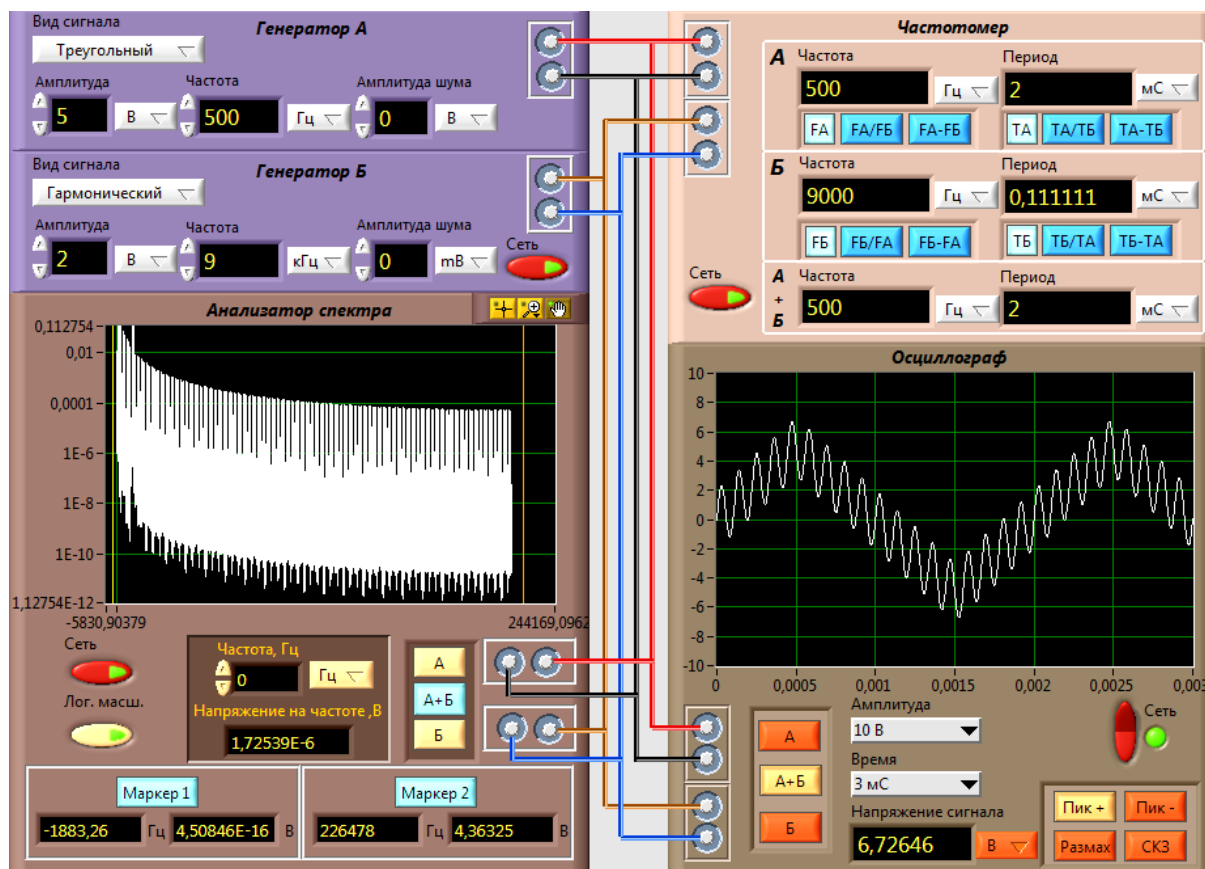 Генератор А
Вид сигнала
Треугольный
Амплитуда
Частота
Амплитуда шума
5
В
500
Гц
0
В
Генератор Б
Вид сигнала
Гармонический
Амплитуда
Частота
Амплитуда шума
Сеть
2
В
9
кГц
0
mВ
Анализатор спектра
0,112754
0,01
0,0001
1E-6
1E-8
1E-10
1,12754E-12
-5830,90379
244169,0962
Сеть
Лог. масш.
Частота, Гц
0
Гц
Напряжение на частоте ,В
1,72539E-6
А
А+Б
Б
Маркер 1
-1883,26
Гц
4,50846E-16
В
Маркер 2
226478
Гц
4,36325
В
Частотомер
А
Частота
Период
500
Гц
2
мС
FA
FA/FБ
FA-FБ
TA
TA/TБ
TA-TБ
Б
Частота
Период
9000
Гц
0,111111
мС
FБ
FБ/FA
FБ-FA
TБ
TБ/TA
TБ-TA
Сеть
А
+
Б
Частота
Период
500
Гц
2
мС
Осциллограф
10
8
6
4
2
0
-2
-4
-6
-8
-10
0
0,0005
0,001
0,0015
0,002
0,0025
0,003
А
А+Б
Б
Амплитуда
10 В
Время
3 мС
Напряжение сигнала
6,72646
В
Сеть
Пик +
Пик -
Размах
СКЗ